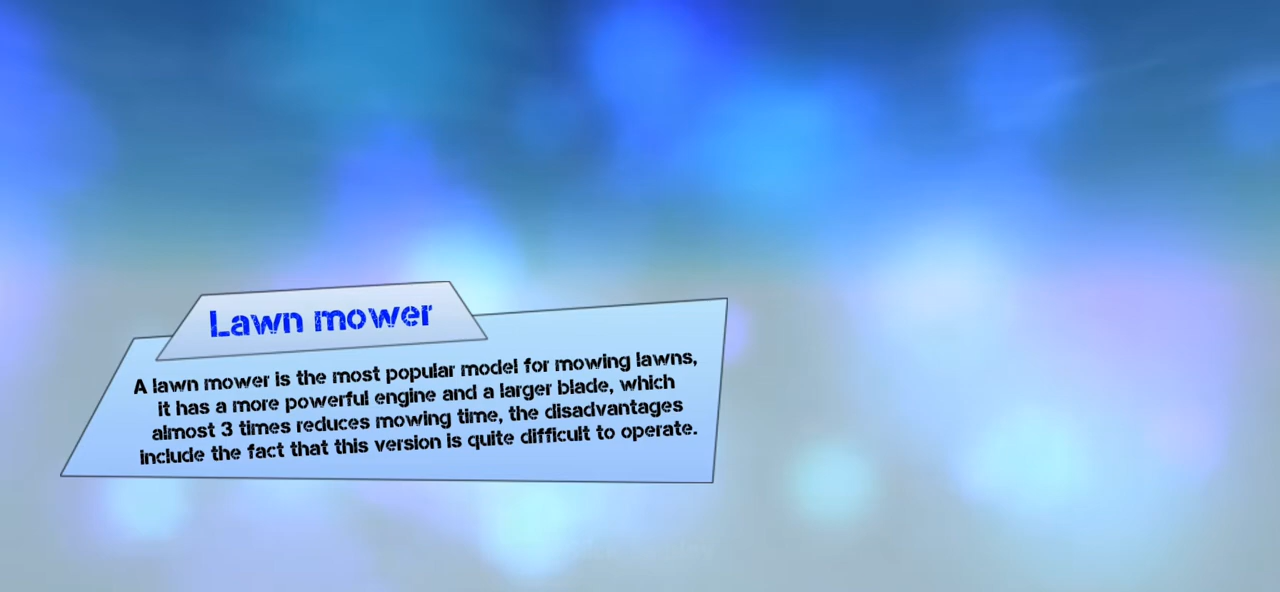 Lawn mower
A lawn mower is the most popular model for mowing lawns,
it has a more powerful engine and a larger blade, which
almost 3 times reduces mowing time, the disadvantages
include the fact that this version is quite difficult to operate.